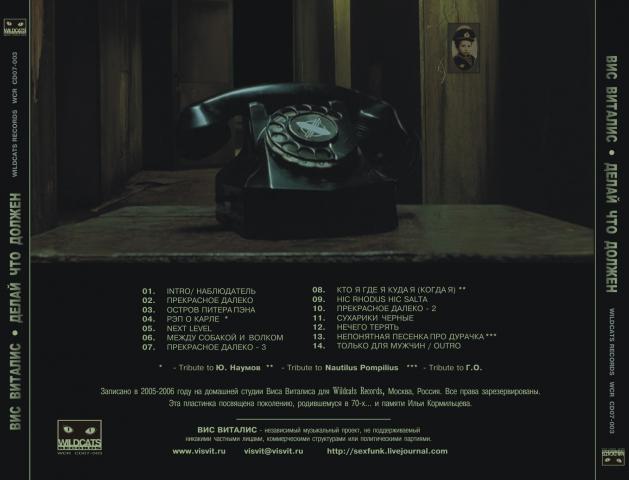 WILDCATS
WILDCATS RECORDS WCR CD07-003
ВИС ВИТАЛИС • ДЕЛАЙ ЧТО ДОЛЖЕН
01. INTRO/ НАБЛЮДАТЕЛЬ
02. ПРЕКРАСНОЕ ДАЛЕКО
03. ОСТРОВ ПИТЕРА ПЭНА
04. РЭП О КАРЛЕ *
05. NEXT LEVEL
06. МЕЖДУ СОБАКОЙ И ВОЛКОМ
07. ПРЕКРАСНОЕ ДАЛЕКО - 3
08. КТО Я ГДЕ Я КУДА Я (КОГДА Я) **
09. HIC RHODUS HIC SALTA
10. ПРЕКРАСНОЕ ДАЛЕКО - 2
11. СУХАРИКИ ЧЕРНЫЕ
12. НЕЧЕГО ТЕРЯТЬ
13. НЕПОНЯТНАЯ ПЕСЕНКА ПРО ДУРАЧКА ***
14. ТОЛЬКО ДЛЯ МУЖЧИН / OUTRO
* - Tribute to Ю. Наумов ** - Tribute to Nautilus Pompilius *** - Tribute to Г.О.
Записано в 2005-2006 году на домашней студии Виса Виталиса для Wildcats Records, Москва, Россия. Все права зарезервированы.
Эта пластинка посвящена поколению, родившемуся в 70-х... и памяти Ильи Кормильцева.
ВИС ВИТАЛИС - независимый музыкальный проект, не поддерживаемый
никакими частными лицами, коммерческими структурами или политическими партиями.
www.visvit.ru visvit@visvit.ru http://sexfunk.livejournal.com
WILDCATS
RECORDS
WCR CD07-003
ВИС ВИТАЛИС • ДЕЛАЙ ЧТО ДОЛЖЕН
WILDCATS RECORDS WCR CD07-003
WILDCATS